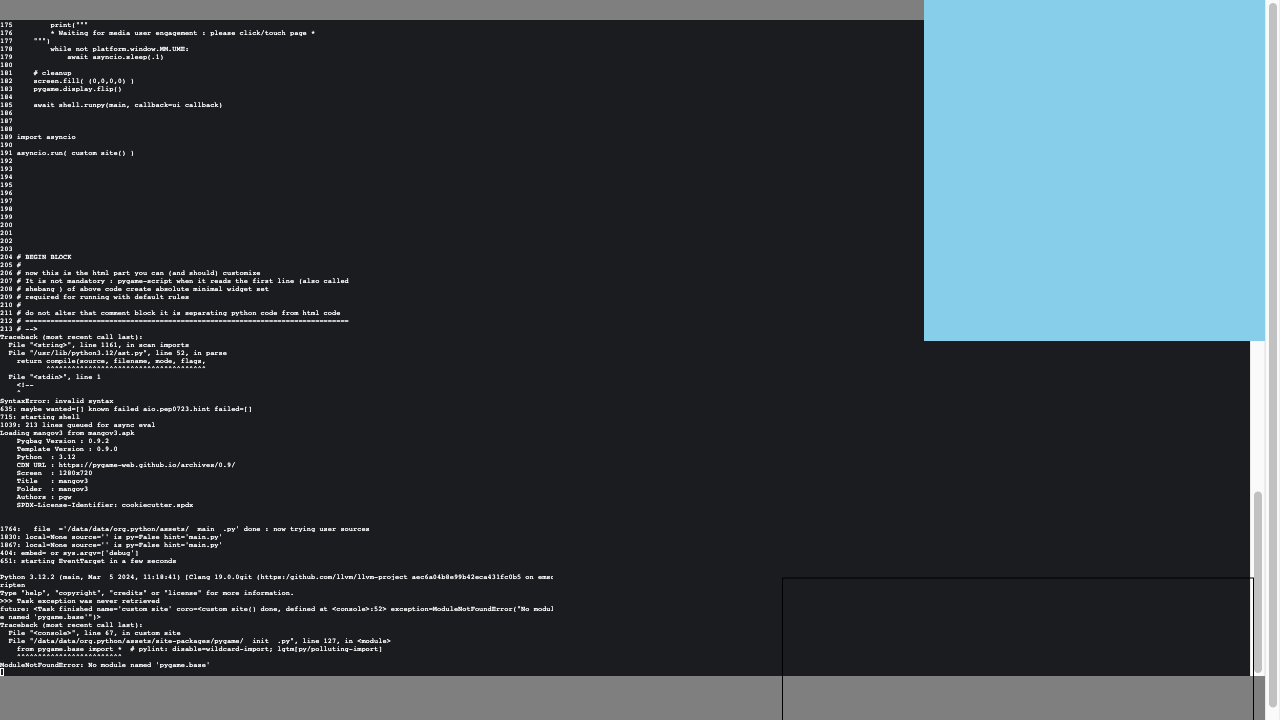 175         print("""
176         * Waiting for media user engagement : please click/touch page *
177     """)
178         while not platform.window.MM.UME:
179             await asyncio.sleep(.1)
180
181     # cleanup
182     screen.fill( (0,0,0,0) )
183     pygame.display.flip()
184
185     await shell.runpy(main, callback=ui callback)
186
187
188
189 import asyncio
190
191 asyncio.run( custom site() )
192
193
194
195
196
197
198
199
200
201
202
203
204 # BEGIN BLOCK
205 #
206 # now this is the html part you can (and should) customize
207 # It is not mandatory : pygame-script when it reads the first line (also called
208 # shebang ) of above code create absolute minimal widget set
209 # required for running with default rules
210 #
211 # do not alter that comment block it is separating python code from html code
212 # =============================================================================
213 # -->
Traceback (most recent call last):
  File "<string>", line 1161, in scan imports
  File "/usr/lib/python3.12/ast.py", line 52, in parse
    return compile(source, filename, mode, flags,
           ^^^^^^^^^^^^^^^^^^^^^^^^^^^^^^^^^^^^^^
  File "<stdin>", line 1
    <!--
    ^
SyntaxError: invalid syntax
635: maybe wanted=[] known failed aio.pep0723.hint failed=[]
715: starting shell
1039: 213 lines queued for async eval
Loading mangov3 from mangov3.apk
    Pygbag Version : 0.9.2
    Template Version : 0.9.0
    Python  : 3.12
    CDN URL : https://pygame-web.github.io/archives/0.9/
    Screen  : 1280x720
    Title   : mangov3
    Folder  : mangov3
    Authors : pgw
    SPDX-License-Identifier: cookiecutter.spdx
1764:   file  ='/data/data/org.python/assets/  main  .py' done : now trying user sources
1830: local=None source='' is py=False hint='main.py'
1867: local=None source='' is py=False hint='main.py'
404: embed= or sys.argv=['debug']
651: starting EventTarget in a few seconds
Python 3.12.2 (main, Mar  5 2024, 11:18:41) [Clang 19.0.0git (https:/github.com/llvm/llvm-project aec6a04b8e99b42eca431fc0b5 on emsc
ripten
Type "help", "copyright", "credits" or "license" for more information.
>>> Task exception was never retrieved
future: <Task finished name='custom site' coro=<custom site() done, defined at <console>:52> exception=ModuleNotFoundError("No modul
e named 'pygame.base'")>
Traceback (most recent call last):
  File "<console>", line 67, in custom site
  File "/data/data/org.python/assets/site-packages/pygame/  init  .py", line 127, in <module>
    from pygame.base import *  # pylint: disable=wildcard-import; lgtm[py/polluting-import]
    ^^^^^^^^^^^^^^^^^^^^^^^^^
ModuleNotFoundError: No module named 'pygame.base'